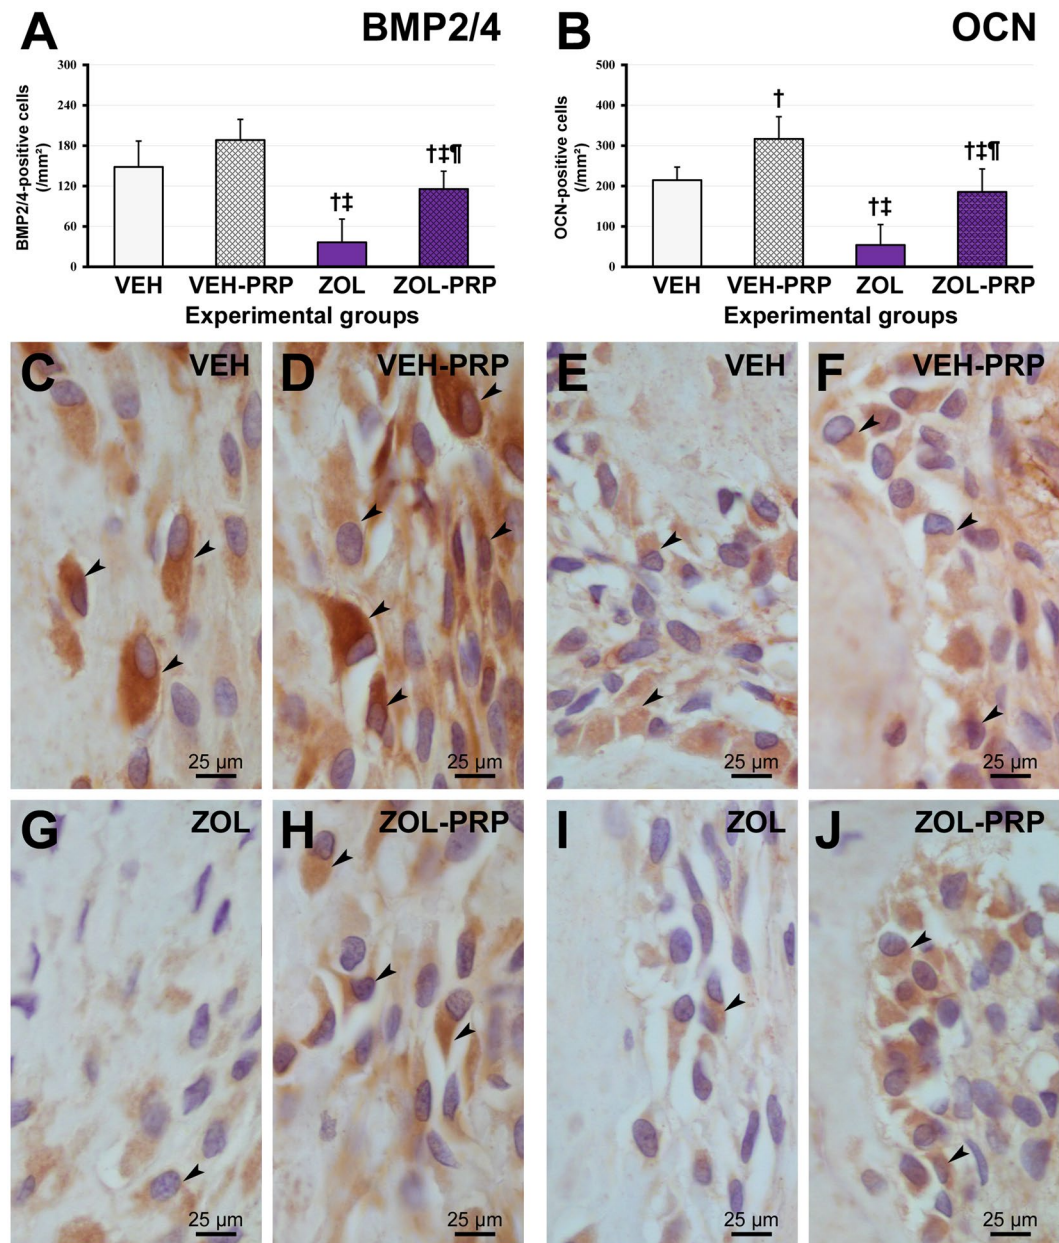 A
BMP2/4
BMP2/4-positive cells
(/mm²)
300
240
180
120
60
0
†‡
†‡¶
VEH
VEH-PRP
ZOL
ZOL-PRP
Experimental groups
B
OCN
OCN-positive cells
(/mm²)
500
400
300
200
100
0
†
†‡
†‡¶
VEH
VEH-PRP
ZOL
ZOL-PRP
Experimental groups
C
VEH
25 µm
D
VEH-PRP
25 µm
E
VEH
25 µm
F
VEH-PRP
25 µm
G
ZOL
25 µm
H
ZOL-PRP
25 µm
I
ZOL
25 µm
J
ZOL-PRP
25 µm